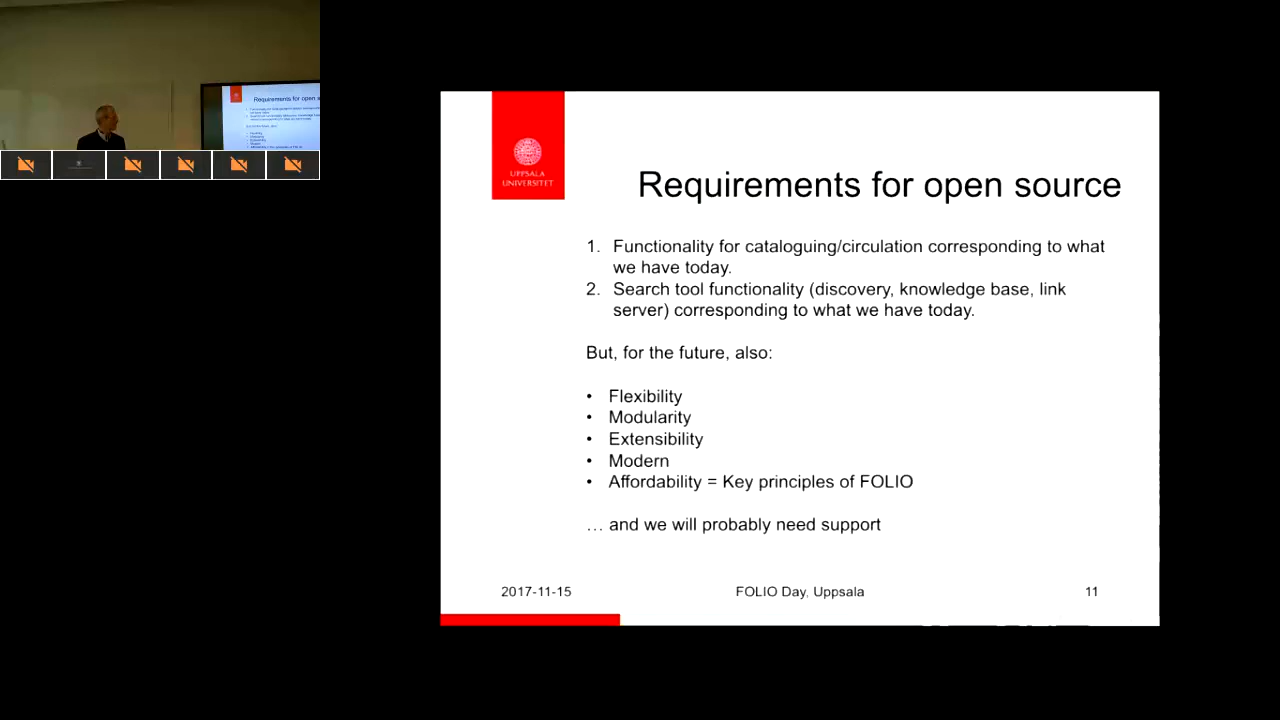 UPPSALA
UNIVERSITET
Requirements for open source
1. Functionality for cataloguing/circulation corresponding to what
we have today.
2. Search tool functionality (discovery, knowledge base, link
server) corresponding to what we have today.
But, for the future, also:
• Flexibility
• Modularity
• Extensibility
• Modern
• Affordability = Key principles of FOLIO
… and we will probably need support
2017-11-15
FOLIO Day, Uppsala
11
Requirements for open